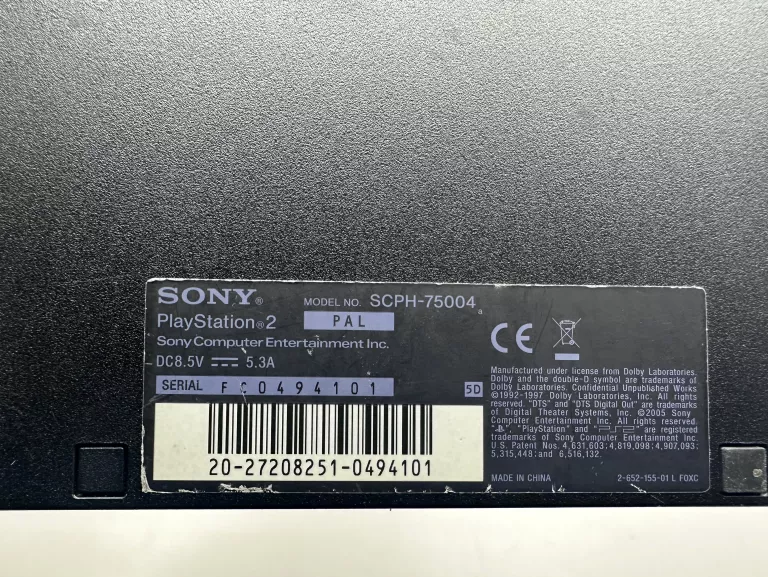 SONY®
MODEL NO. SCPH-75004
PlayStation®2
PAL
Sony Computer Entertainment Inc.
DC8.5V 5.3A
SERIAL FC0494101
5D
20-27208251-0494101
CE
Manufactured under license from Dolby Laboratories.
Dolby and the double-D symbol are trademarks of
Dolby Laboratories. Confidential Unpublished Works
©1992-1997 Dolby Laboratories, Inc. All rights
reserved. "DTS" and "DTS Digital Out" are trademarks
of Digital Theater Systems, Inc. ©2005 Sony
Computer Entertainment Inc. All rights reserved.
" ", "PlayStation" and "PS2" are registered
trademarks of Sony Computer Entertainment Inc.
U.S. Patent Nos. 4,631,603; 4,819,098; 4,907,093;
5,315,448; and 6,516,132.
MADE IN CHINA
2-652-155-01 L FOXC